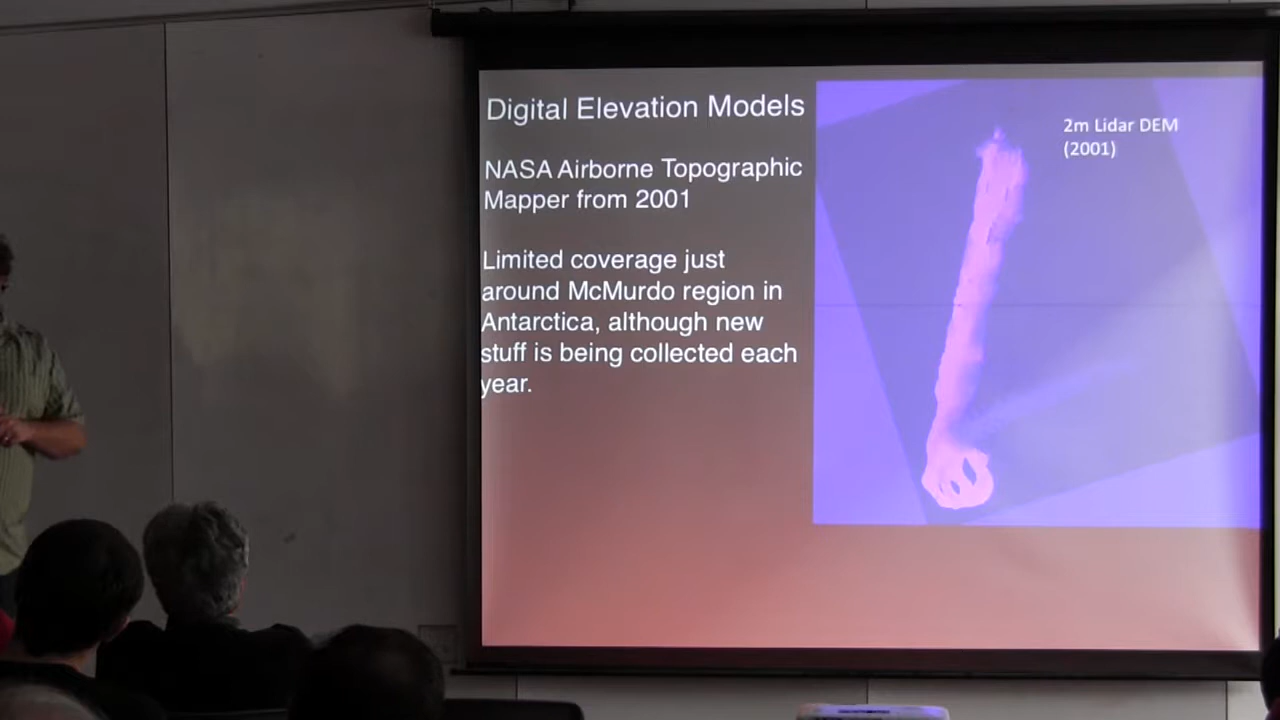 Digital Elevation Models
NASA Airborne Topographic
Mapper from 2001
Limited coverage just
around McMurdo region in
Antarctica, although new
stuff is being collected each
year.
2m Lidar DEM
(2001)